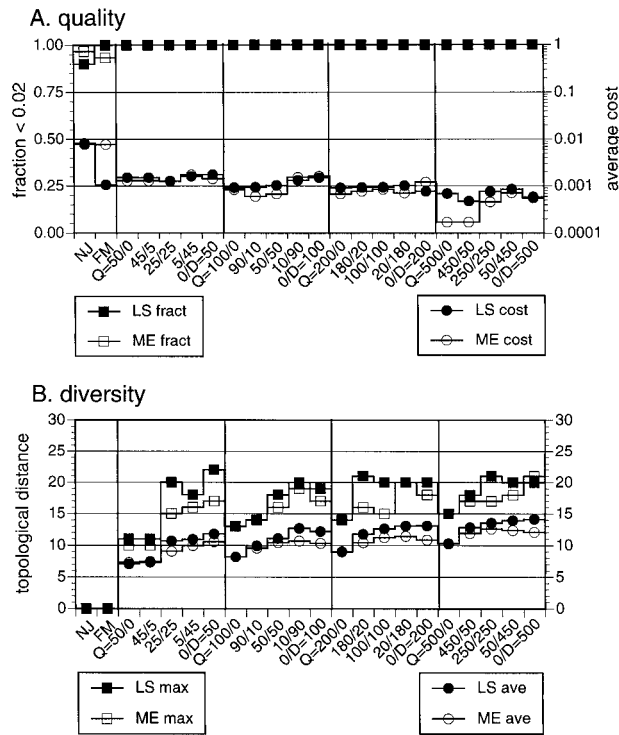 A. quality
1.00
0.75
0.50
0.25
0.00
fraction < 0.02
1
0.1
0.01
0.001
0.0001
average cost
NJ
FM
Q=50/0
45/5
25/25
5/45
0/D=50
Q=100/0
90/10
50/50
10/90
0/D=100
Q=200/0
180/20
100/100
20/180
0/D=200
Q=500/0
450/50
250/250
50/450
0/D=500
LS fract
ME fract
LS cost
ME cost
B. diversity
30
25
20
15
10
5
0
topological distance
30
25
20
15
10
5
0
NJ
FM
Q=50/0
45/5
25/25
5/45
0/D=50
Q=100/0
90/10
50/50
10/90
0/D=100
Q=200/0
180/20
100/100
20/180
0/D=200
Q=500/0
450/50
250/250
50/450
0/D=500
LS max
ME max
LS ave
ME ave